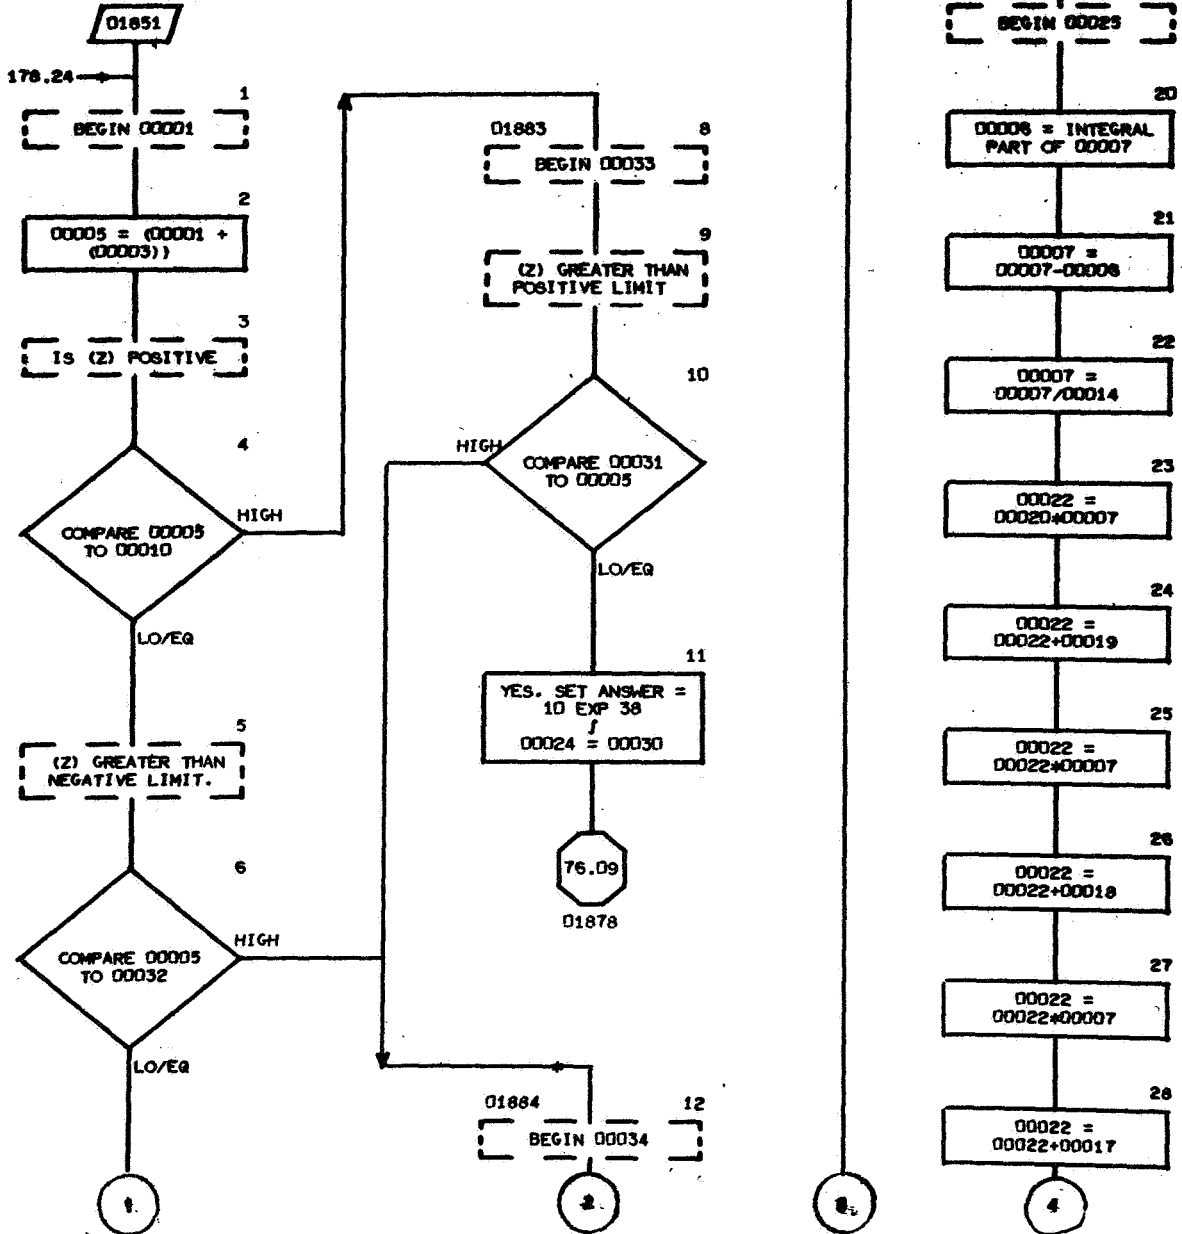 01851
178.24
1
BEGIN 00001
2
00005 = (00001 +
(00003))
3
IS (Z) POSITIVE
4
COMPARE 00005
TO 00010
HIGH
LO/EQ
5
(Z) GREATER THAN
NEGATIVE LIMIT.
6
COMPARE 00005
TO 00032
HIGH
LO/EQ
1
01883
8
BEGIN 00033
9
(Z) GREATER THAN
POSITIVE LIMIT
10
HIGH
COMPARE 00031
TO 00005
LO/EQ
11
YES. SET ANSWER =
10 EXP 38
∫
00024 = 00030
76.09
01878
01884
12
BEGIN 00034
2
BEGIN 00025
20
00006 = INTEGRAL
PART OF 00007
21
00007 =
00007-00006
22
00007 =
00007/00014
23
00022 =
00020*00007
24
00022 =
00022+00019
25
00022 =
00022*00007
26
00022 =
00022+00018
27
00022 =
00022*00007
28
00022 =
00022+00017
4